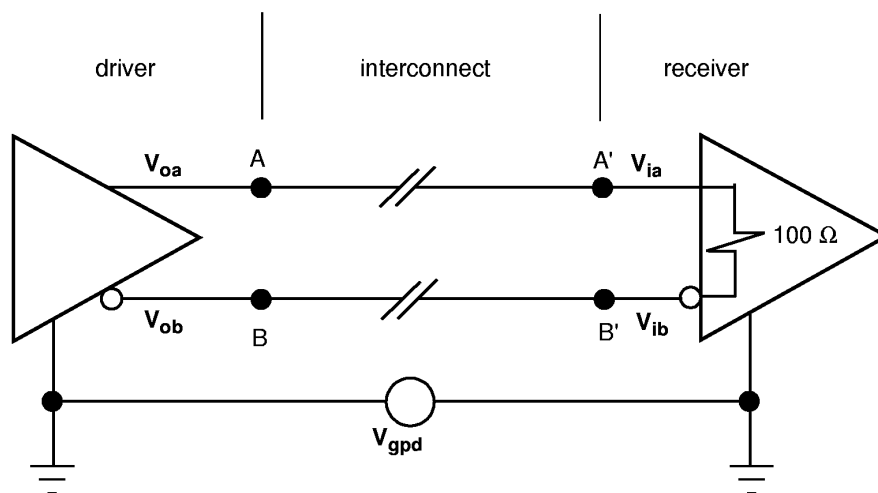 driver
interconnect
receiver
Voa
A
A'
Via
100 Ω
Vob
B
B'
Vib
Vgpd